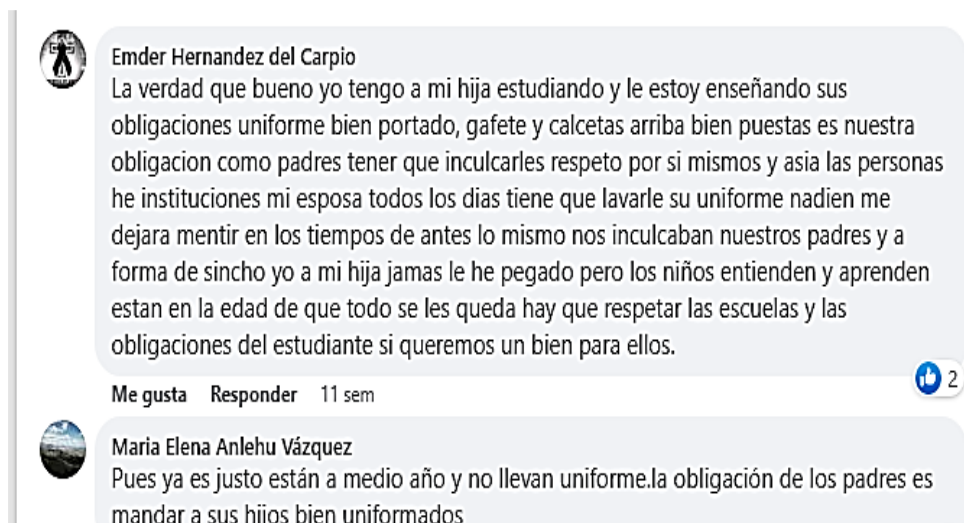 Emder Hernandez del Carpio
La verdad que bueno yo tengo a mi hija estudiando y le estoy enseñando sus
obligaciones uniforme bien portado, gafete y calcetas arriba bien puestas es nuestra
obligacion como padres tener que inculcarles respeto por si mismos y asia las personas
he instituciones mi esposa todos los dias tiene que lavarle su uniforme nadien me
dejara mentir en los tiempos de antes lo mismo nos inculcaban nuestros padres y a
forma de sincho yo a mi hija jamas le he pegado pero los niños entienden y aprenden
estan en la edad de que todo se les queda hay que respetar las escuelas y las
obligaciones del estudiante si queremos un bien para ellos.
2
Me gusta Responder 11 sem
Maria Elena Anlehu Vázquez
Pues ya es justo están a medio año y no llevan uniforme.la obligación de los padres es
mandar a sus hijos bien uniformados